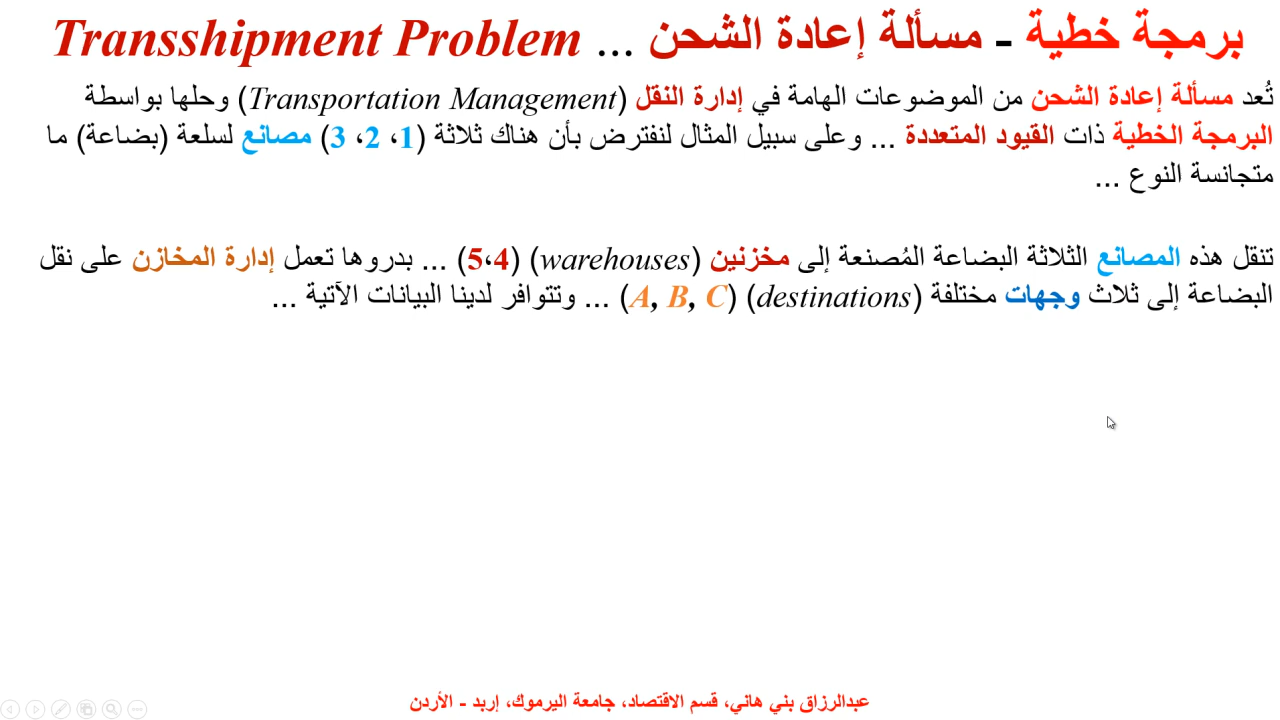 برمجة خطية - مسألة إعادة الشحن ... Transshipment Problem
تُعد مسألة إعادة الشحن من الموضوعات الهامة في إدارة النقل (Transportation Management) وحلها بواسطة
البرمجة الخطية ذات القيود المتعددة ... وعلى سبيل المثال لنفترض بأن هناك ثلاثة (1، 2، 3) مصانع لسلعة (بضاعة) ما
متجانسة النوع ...
تنقل هذه المصانع الثلاثة البضاعة المُصنعة إلى مخزنين (warehouses) (4،5) ... بدروها تعمل إدارة المخازن على نقل
البضاعة إلى ثلاث وجهات مختلفة (destinations) (A, B, C) ... وتتوافر لدينا البيانات الآتية ...
عبدالرزاق بني هاني، قسم الاقتصاد، جامعة اليرموك، إربد - الأردن